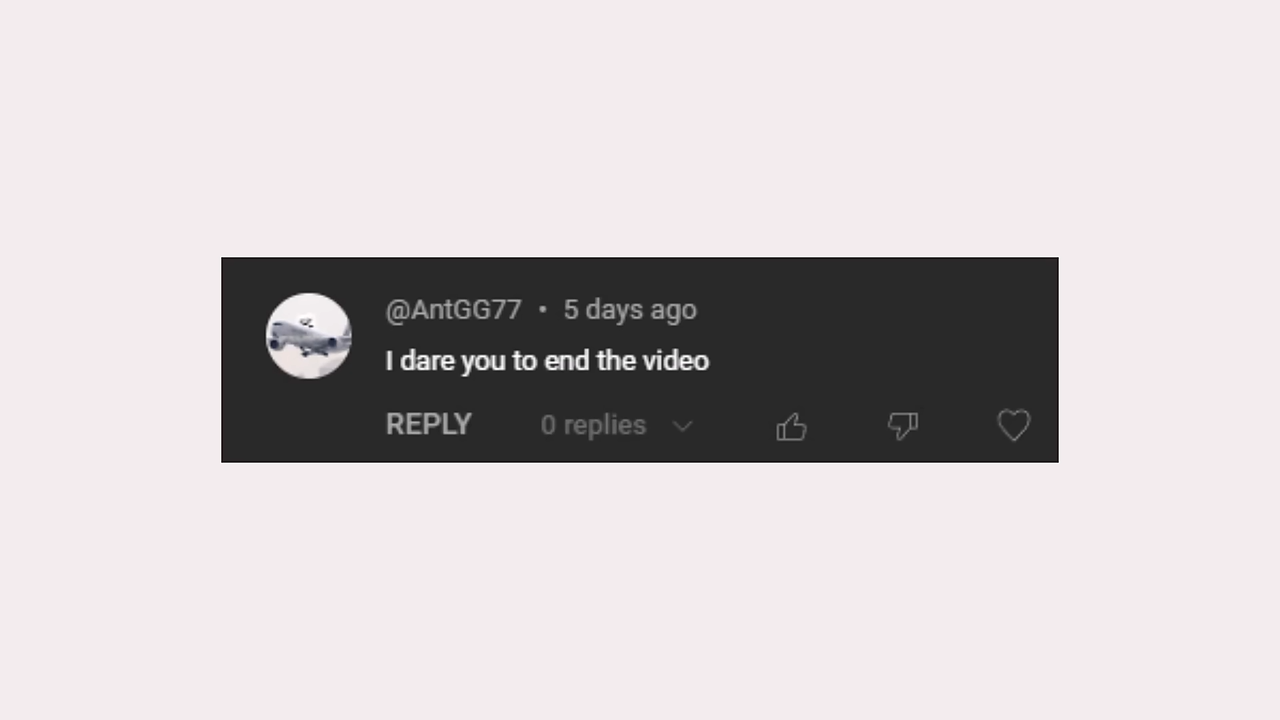 @AntGG77 • 5 days ago
I dare you to end the video
REPLY 0 replies